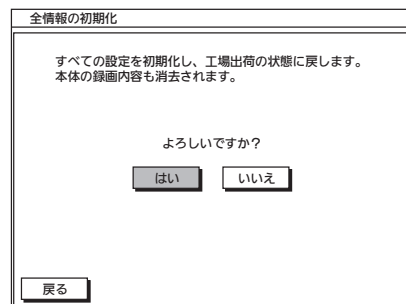 全情報の初期化
すべての設定を初期化し、工場出荷の状態に戻します。
本体の録画内容も消去されます。
よろしいですか？
はい
いいえ
戻る